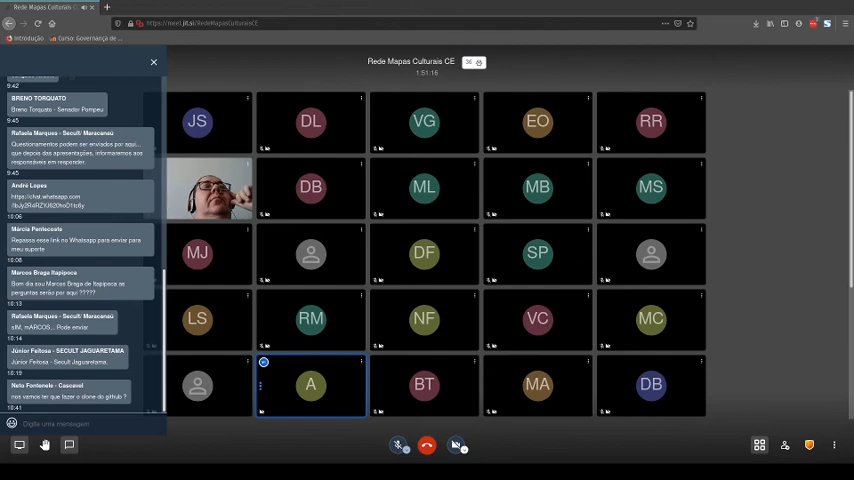 Rede Mapas Culturais C
https://meet.jit.si/RedeMapasCulturaisCE
Introdução
Curso: Governança de ...
Rede Mapas Culturais CE
36
1:51:16
9:42
BRENO TORQUATO
Breno Torquato - Senador Pompeu
9:45
Rafaela Marques - Secult/ Maracanaú
Questionamentos podem ser enviados por aqui...
que depois das apresentações, informaremos aos
responsáveis em responder.
9:45
André Lopes
https://chat.whatsapp.com
10:06
Márcia Pentecoste
Repassa esse link no Whatsapp para enviar para
meu suporte
10:08
Marcos Braga Itapipoca
Bom dia sou Marcos Braga de Itapipoca as
perguntas serão por aqui ?????
10:13
Rafaela Marques - Secult/ Maracanaú
sIM, mARCOS... Pode enviar
10:14
Júnior Feitosa - SECULT JAGUARETAMA
Júnior Feitosa - Secult Jaguaretama.
10:19
Neto Fontenele - Cascavel
nos vamos ter que fazer o clone do github ?
10:41
Digite uma mensagem
JS
DL
VG
EO
RR
DB
ML
MB
MS
MJ
DF
SP
LS
RM
NF
VC
MC
A
BT
MA
DB